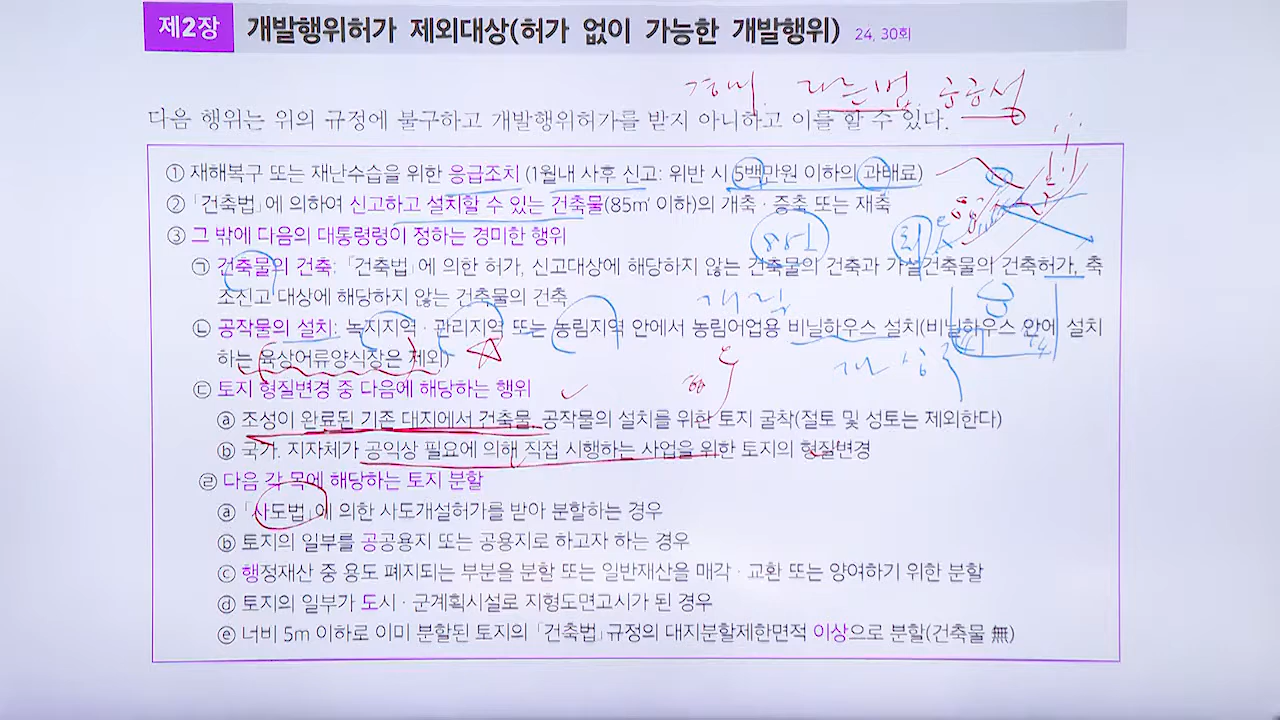 제2장 개발행위허가 제외대상(허가 없이 가능한 개발행위) 24, 30회
경미. 다른법. 공공성
다음 행위는 위의 규정에 불구하고 개발행위허가를 받지 아니하고 이를 할 수 있다.
① 재해복구 또는 재난수습을 위한 응급조치 (1월내 사후 신고: 위반 시 5백만원 이하의 과태료)
② 「건축법」에 의하여 신고하고 설치할 수 있는 건축물(85㎡ 이하)의 개축·증축 또는 재축
③ 그 밖에 다음의 대통령령이 정하는 경미한 행위
㉠ 건축물의 건축: 「건축법」에 의한 허가, 신고대상에 해당하지 않는 건축물의 건축과 가설건축물의 건축허가, 축
조신고 대상에 해당하지 않는 건축물의 건축
㉡ 공작물의 설치: 녹지지역·관리지역 또는 농림지역 안에서 농림어업용 비닐하우스 설치(비닐하우스 안에 설치
하는 육상어류양식장은 제외)
㉢ 토지 형질변경 중 다음에 해당하는 행위
ⓐ 조성이 완료된 기존 대지에서 건축물, 공작물의 설치를 위한 토지 굴착(절토 및 성토는 제외한다)
ⓑ 국가, 지자체가 공익상 필요에 의해 직접 시행하는 사업을 위한 토지의 형질변경
㉣ 다음 각 목에 해당하는 토지 분할
ⓐ 「사도법」에 의한 사도개설허가를 받아 분할하는 경우
ⓑ 토지의 일부를 공공용지 또는 공용지로 하고자 하는 경우
ⓒ 행정재산 중 용도 폐지되는 부분을 분할 또는 일반재산을 매각·교환 또는 양여하기 위한 분할
ⓓ 토지의 일부가 도시·군계획시설로 지형도면고시가 된 경우
ⓔ 너비 5m 이하로 이미 분할된 토지의 「건축법」 규정의 대지분할제한면적 이상으로 분할(건축물 無)